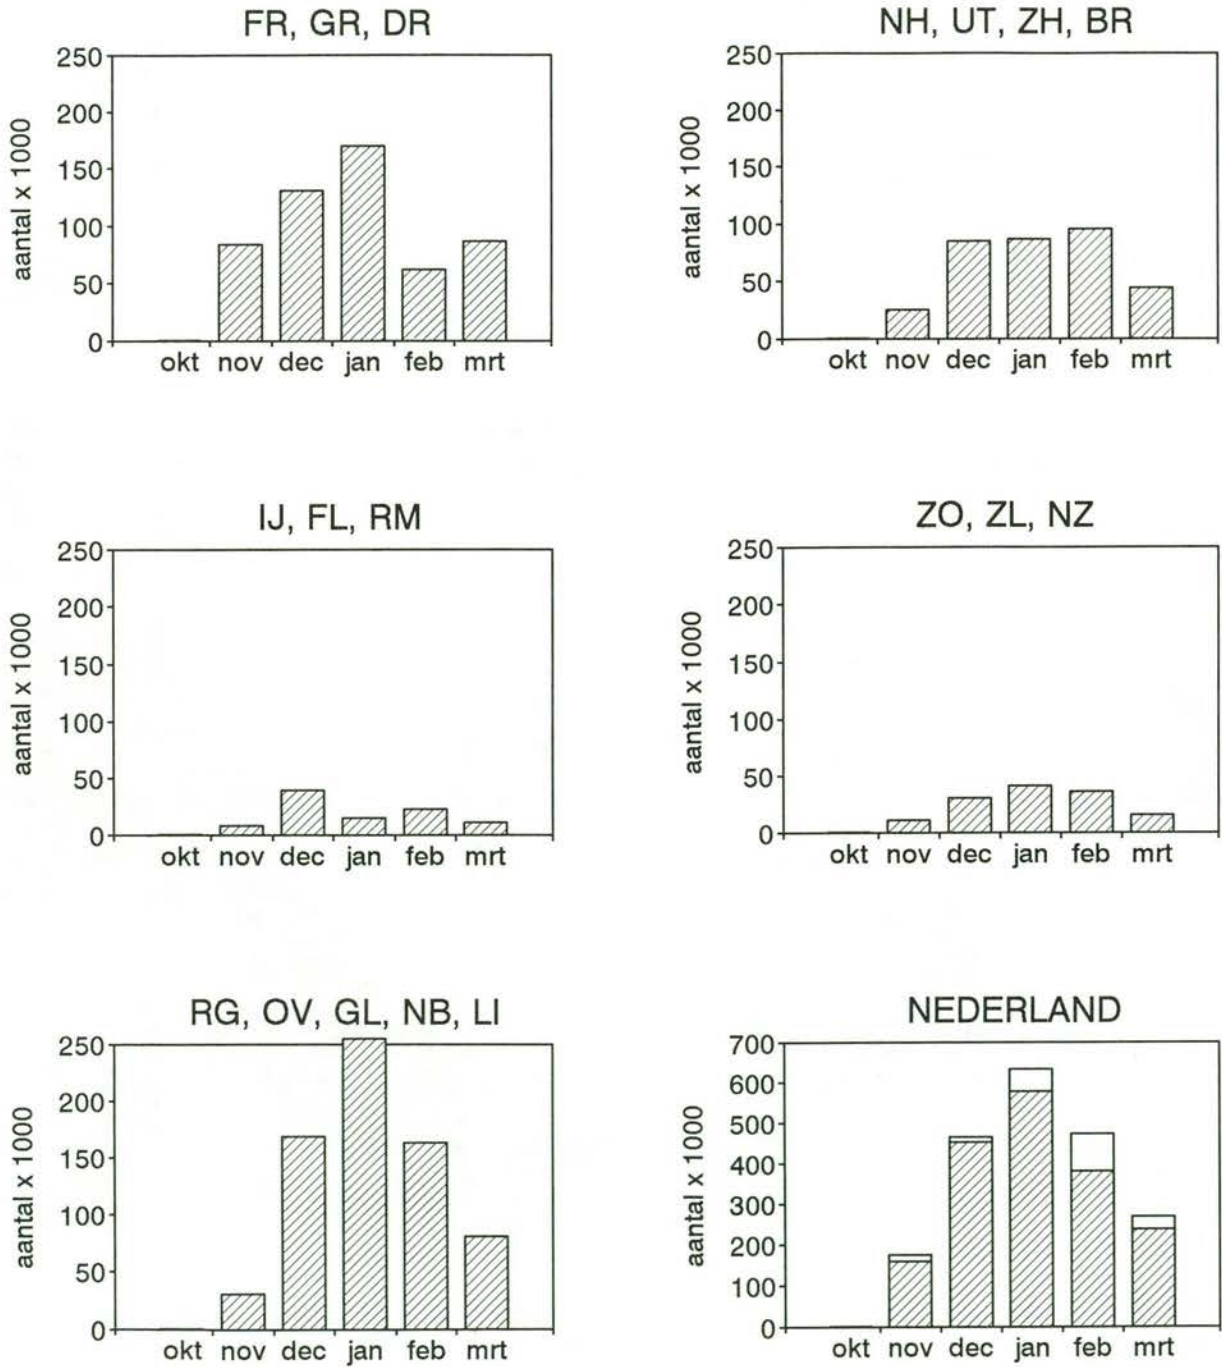 FR, GR, DR
250
200
150
100
50
0
aantal x 1000
okt nov dec jan feb mrt
NH, UT, ZH, BR
250
200
150
100
50
0
aantal x 1000
okt nov dec jan feb mrt
IJ, FL, RM
250
200
150
100
50
0
aantal x 1000
okt nov dec jan feb mrt
ZO, ZL, NZ
250
200
150
100
50
0
aantal x 1000
okt nov dec jan feb mrt
RG, OV, GL, NB, LI
250
200
150
100
50
0
aantal x 1000
okt nov dec jan feb mrt
NEDERLAND
700
600
500
400
300
200
100
0
aantal x 1000
okt nov dec jan feb mrt